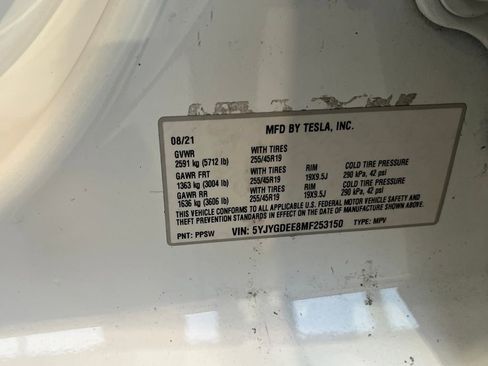 MFD BY TESLA, INC.
08/21
GVWR WITH TIRES
2591 kg (5712 lb) 255/45R19
GAWR FRT WITH TIRES RIM COLD TIRE PRESSURE
1363 kg (3004 lb) 255/45R19 19X9.5J 290 kPa, 42 psi
GAWR RR WITH TIRES RIM COLD TIRE PRESSURE
1636 kg (3606 lb) 255/45R19 19X9.5J 290 kPa, 42 psi
THIS VEHICLE CONFORMS TO ALL APPLICABLE U.S. FEDERAL MOTOR VEHICLE SAFETY AND
THEFT PREVENTION STANDARDS IN EFFECT ON THE DATE OF MANUFACTURE SHOWN ABOVE.
PNT: PPSW VIN: 5YJYGDEE8MF253150 TYPE: MPV